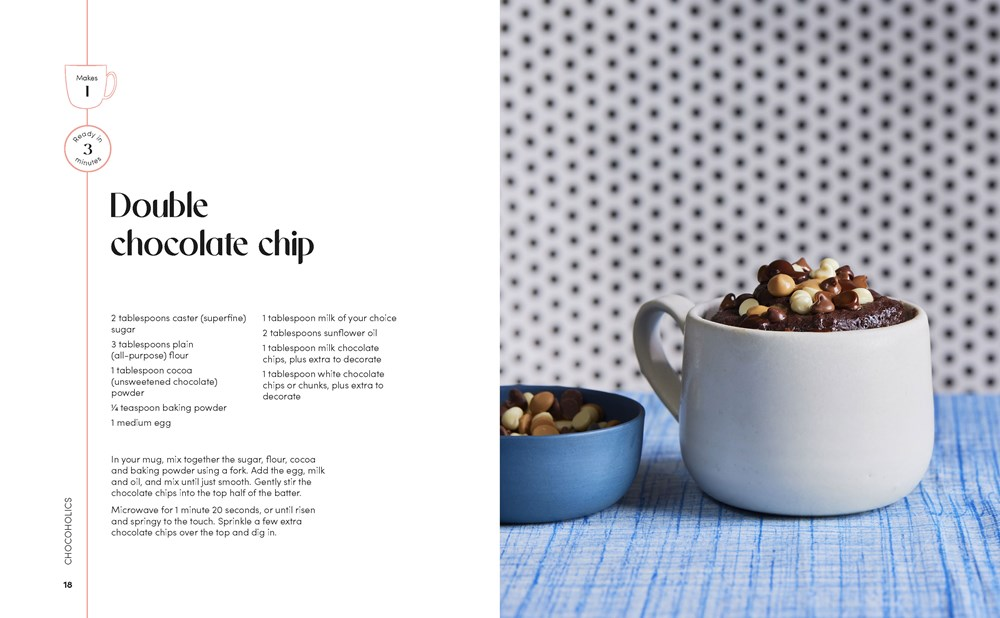 Makes
1
Ready in
3
minutes
Double
chocolate chip
2 tablespoons caster (superfine)
sugar
3 tablespoons plain
(all-purpose) flour
1 tablespoon cocoa
(unsweetened chocolate)
powder
¼ teaspoon baking powder
1 medium egg
1 tablespoon milk of your choice
2 tablespoons sunflower oil
1 tablespoon milk chocolate
chips, plus extra to decorate
1 tablespoon white chocolate
chips or chunks, plus extra to
decorate
In your mug, mix together the sugar, flour, cocoa
and baking powder using a fork. Add the egg, milk
and oil, and mix until just smooth. Gently stir the
chocolate chips into the top half of the batter.
Microwave for 1 minute 20 seconds, or until risen
and springy to the touch. Sprinkle a few extra
chocolate chips over the top and dig in.
CHOCOHOLICS
18